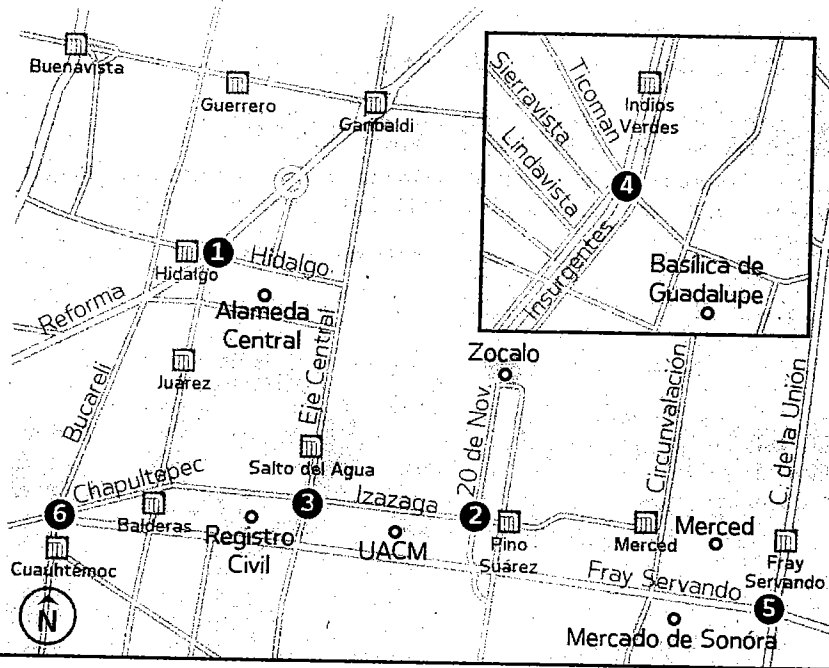 Buenavista
Guerrero
Garibaldi
Sierravista
Ticoman
Indios
Verdes
Lindavista
4
Insurgentes
Basílica de
Guadalupe
1
Hidalgo
Hidalgo
Reforma
Alameda
Central
Eje Central
Juárez
Bucareli
Zocalo
20 de Nov.
Circunvalación
C. de la Unión
Salto del Agua
Chapultepec
6
Balderas
3
Izazaga
2
Registro
Civil
UACM
Pino
Suárez
Merced
Merced
Fray
Servando
Cuauhtémoc
Fray Servando
5
N
Mercado de Sonóra